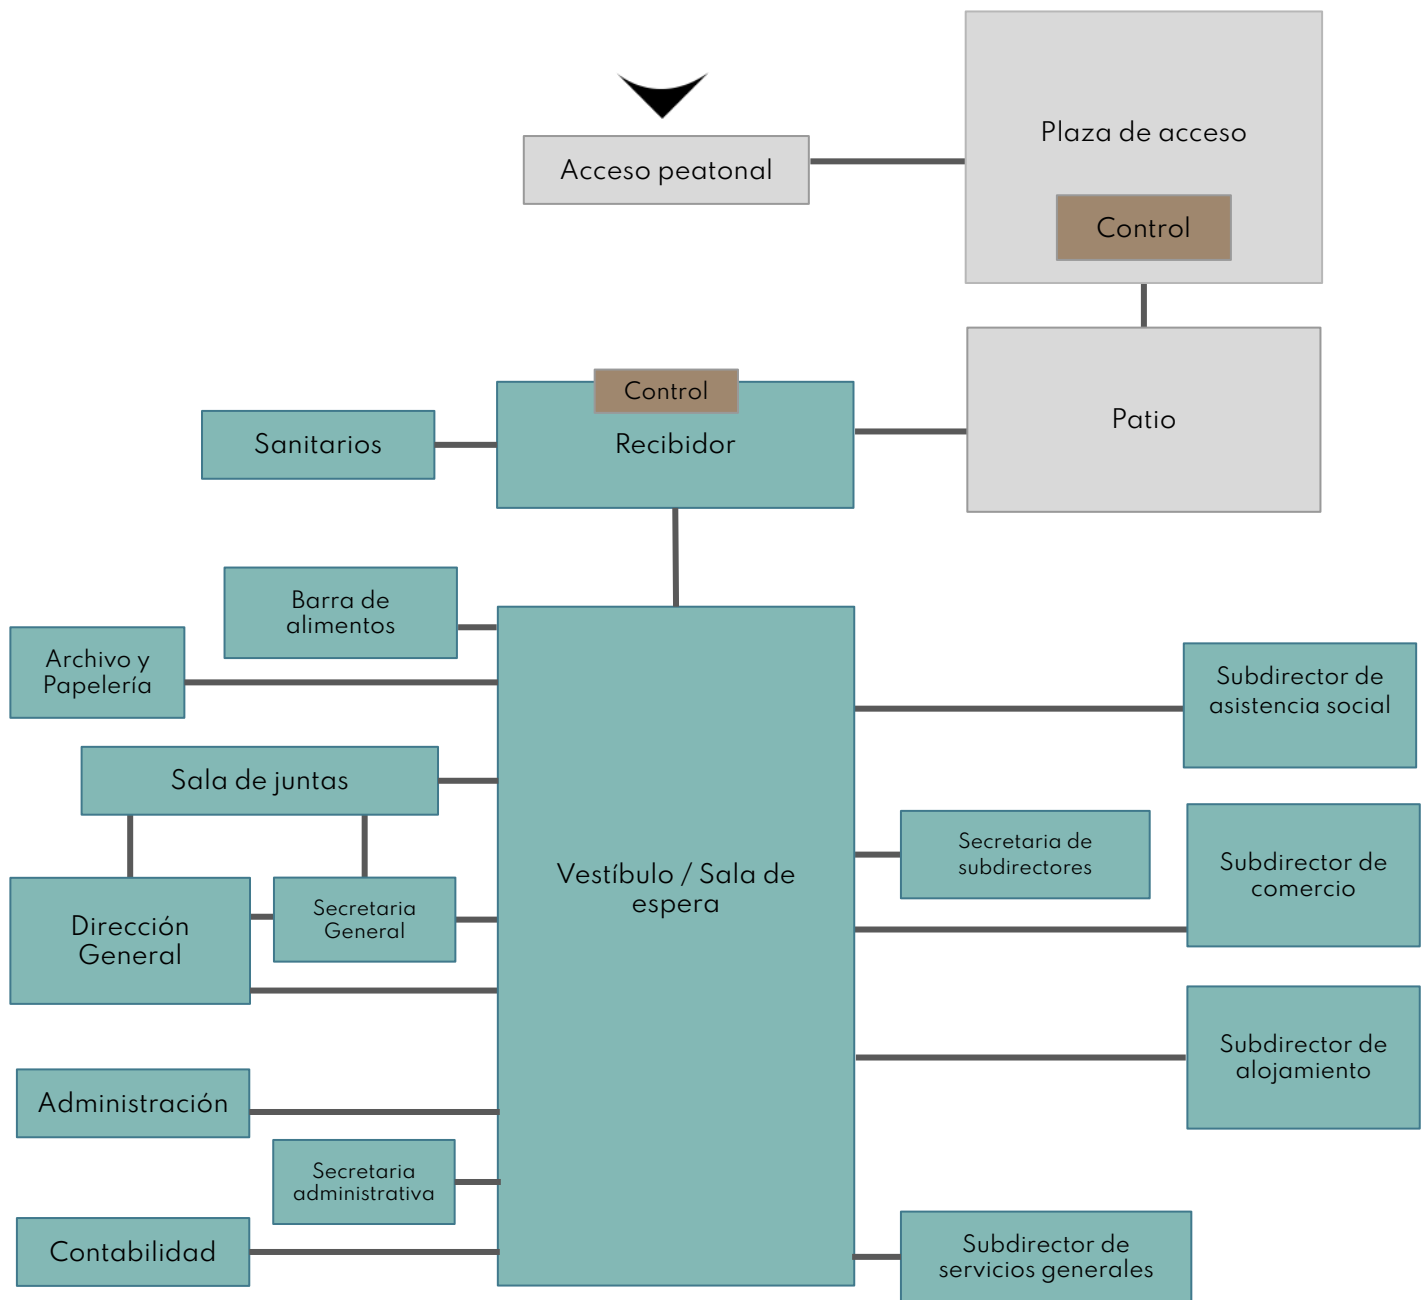 Plaza de acceso
Acceso peatonal
Control
Control
Patio
Sanitarios
Recibidor
Barra de
alimentos
Archivo y
Papelería
Subdirector de
asistencia social
Sala de juntas
Secretaria de
subdirectores
Subdirector de
comercio
Vestíbulo / Sala de
espera
Dirección
General
Secretaria
General
Subdirector de
alojamiento
Administración
Secretaria
administrativa
Contabilidad
Subdirector de
servicios generales